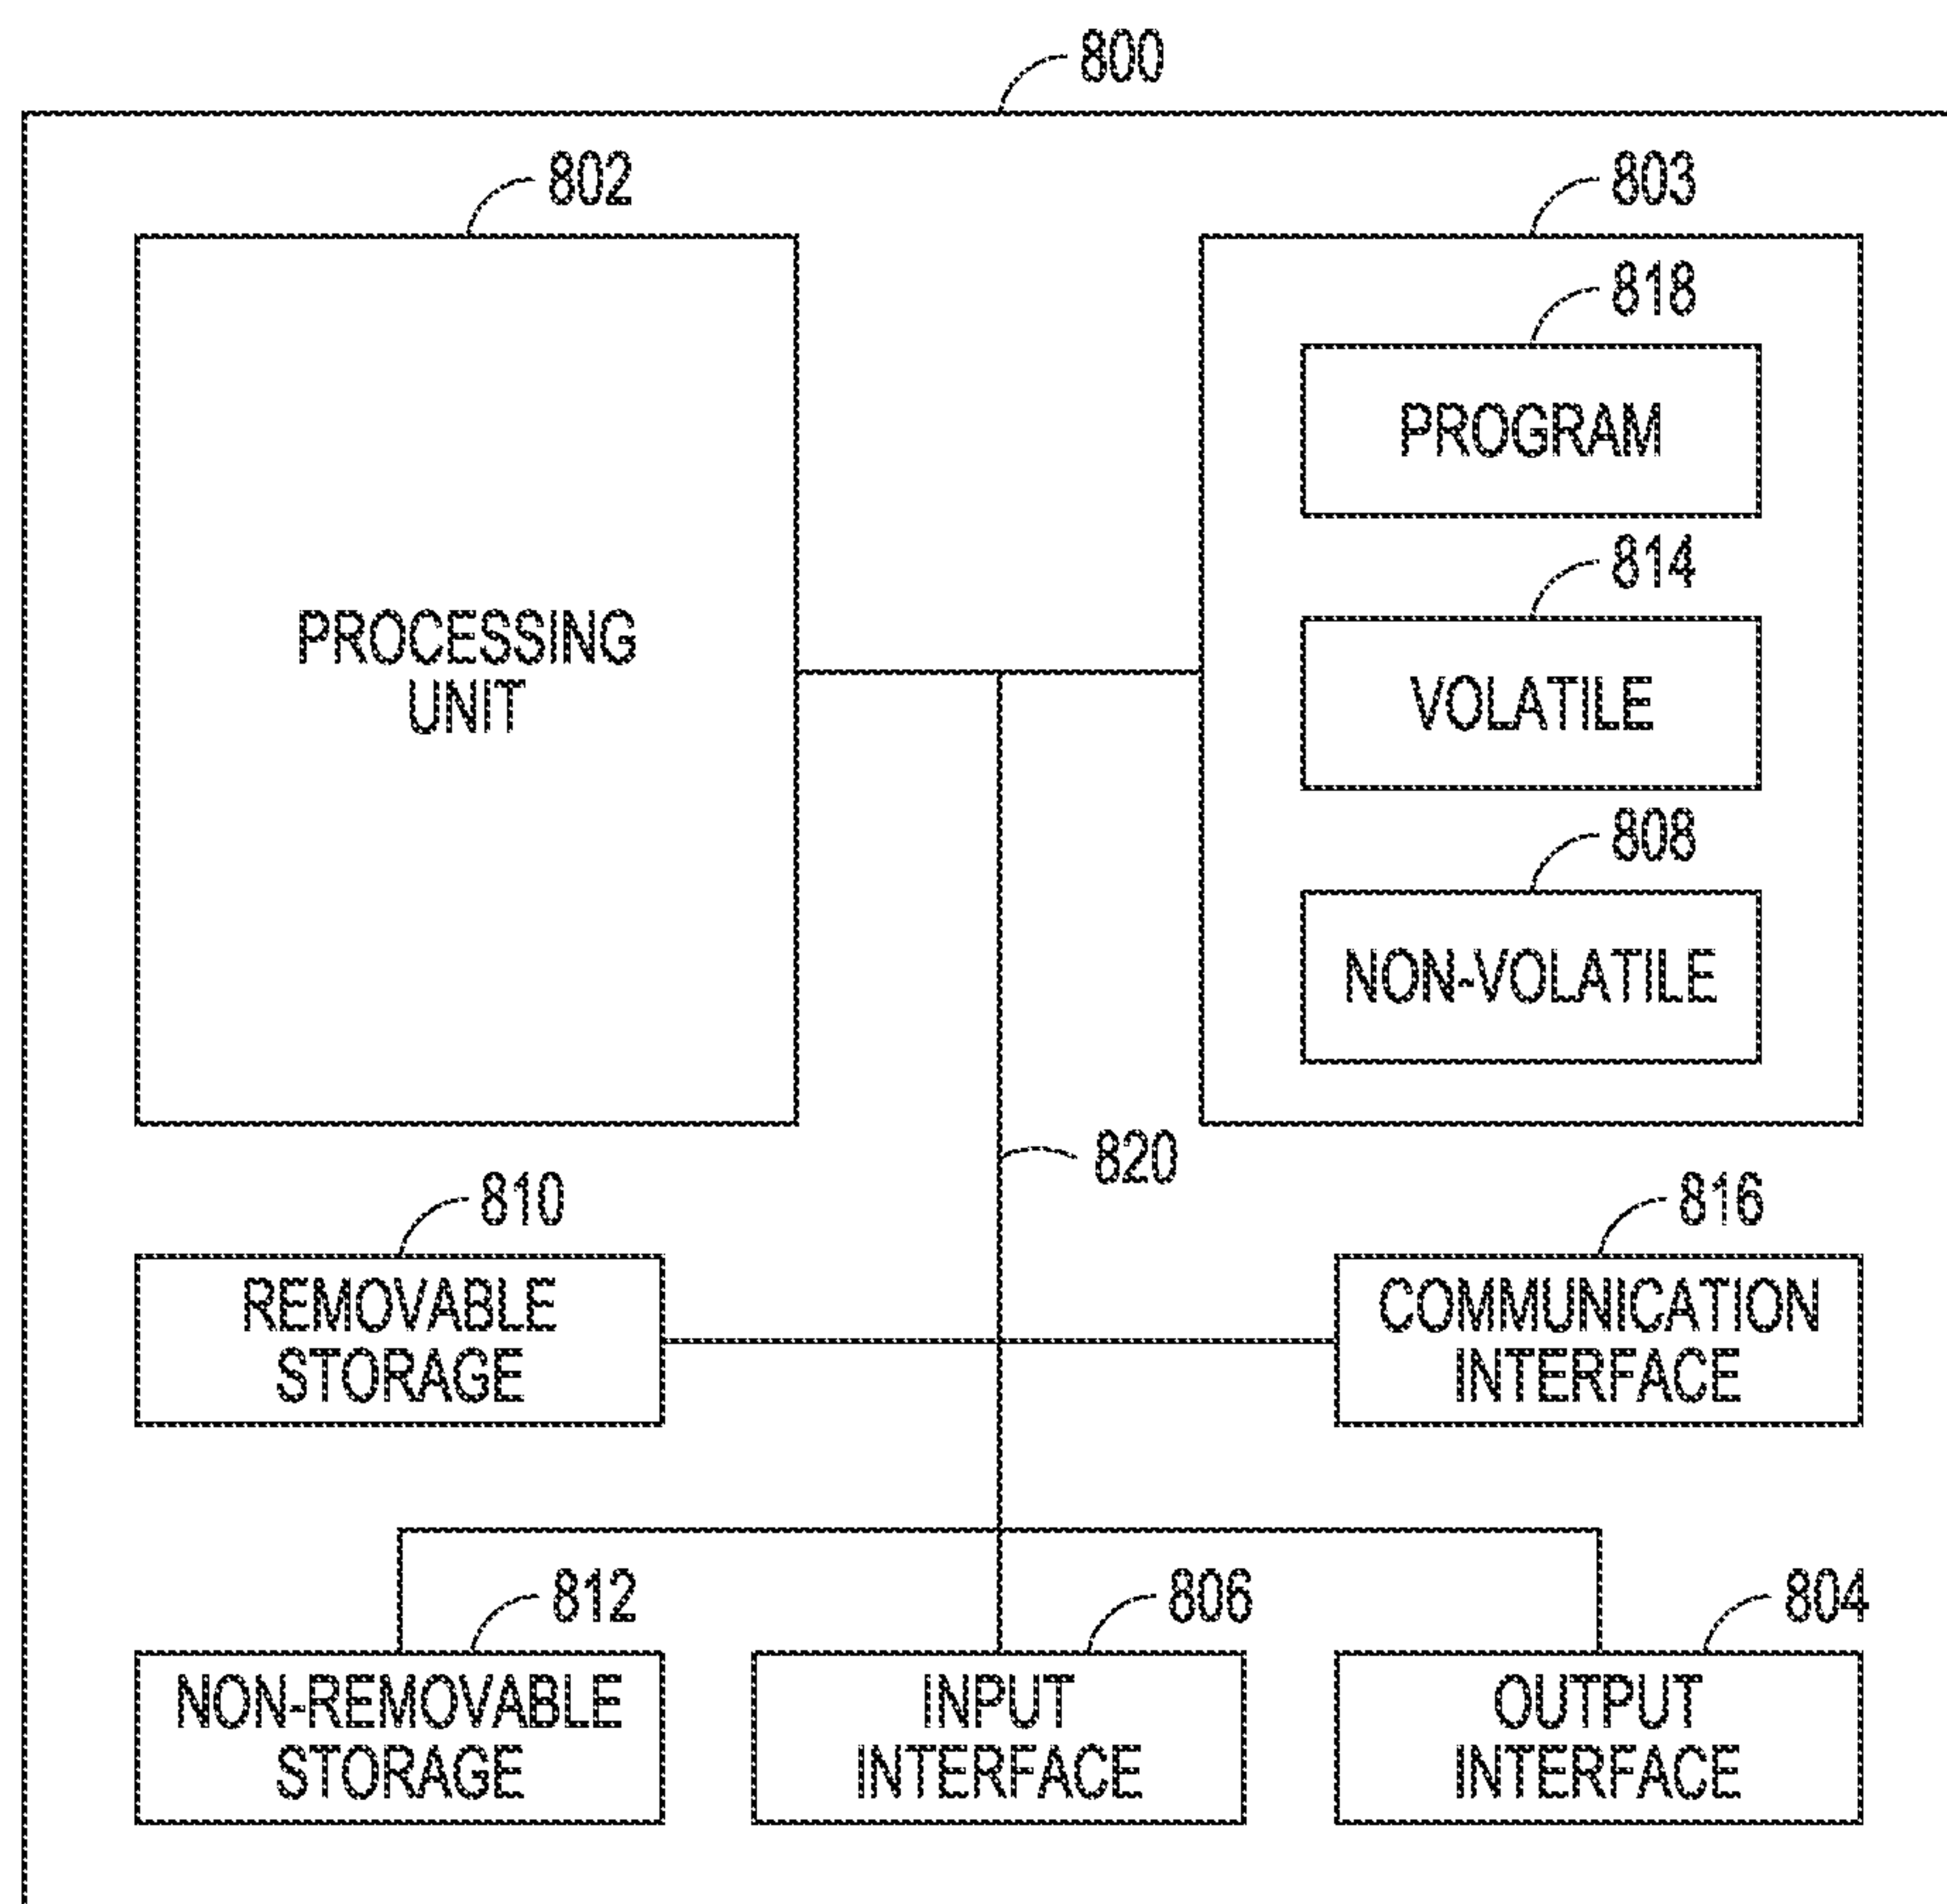 800
802
803
818
PROGRAM
814
PROCESSING
UNIT
VOLATILE
808
NON-VOLATILE
820
810
816
REMOVABLE
STORAGE
COMMUNICATION
INTERFACE
812
806
804
NON-REMOVABLE
STORAGE
INPUT
INTERFACE
OUTPUT
INTERFACE